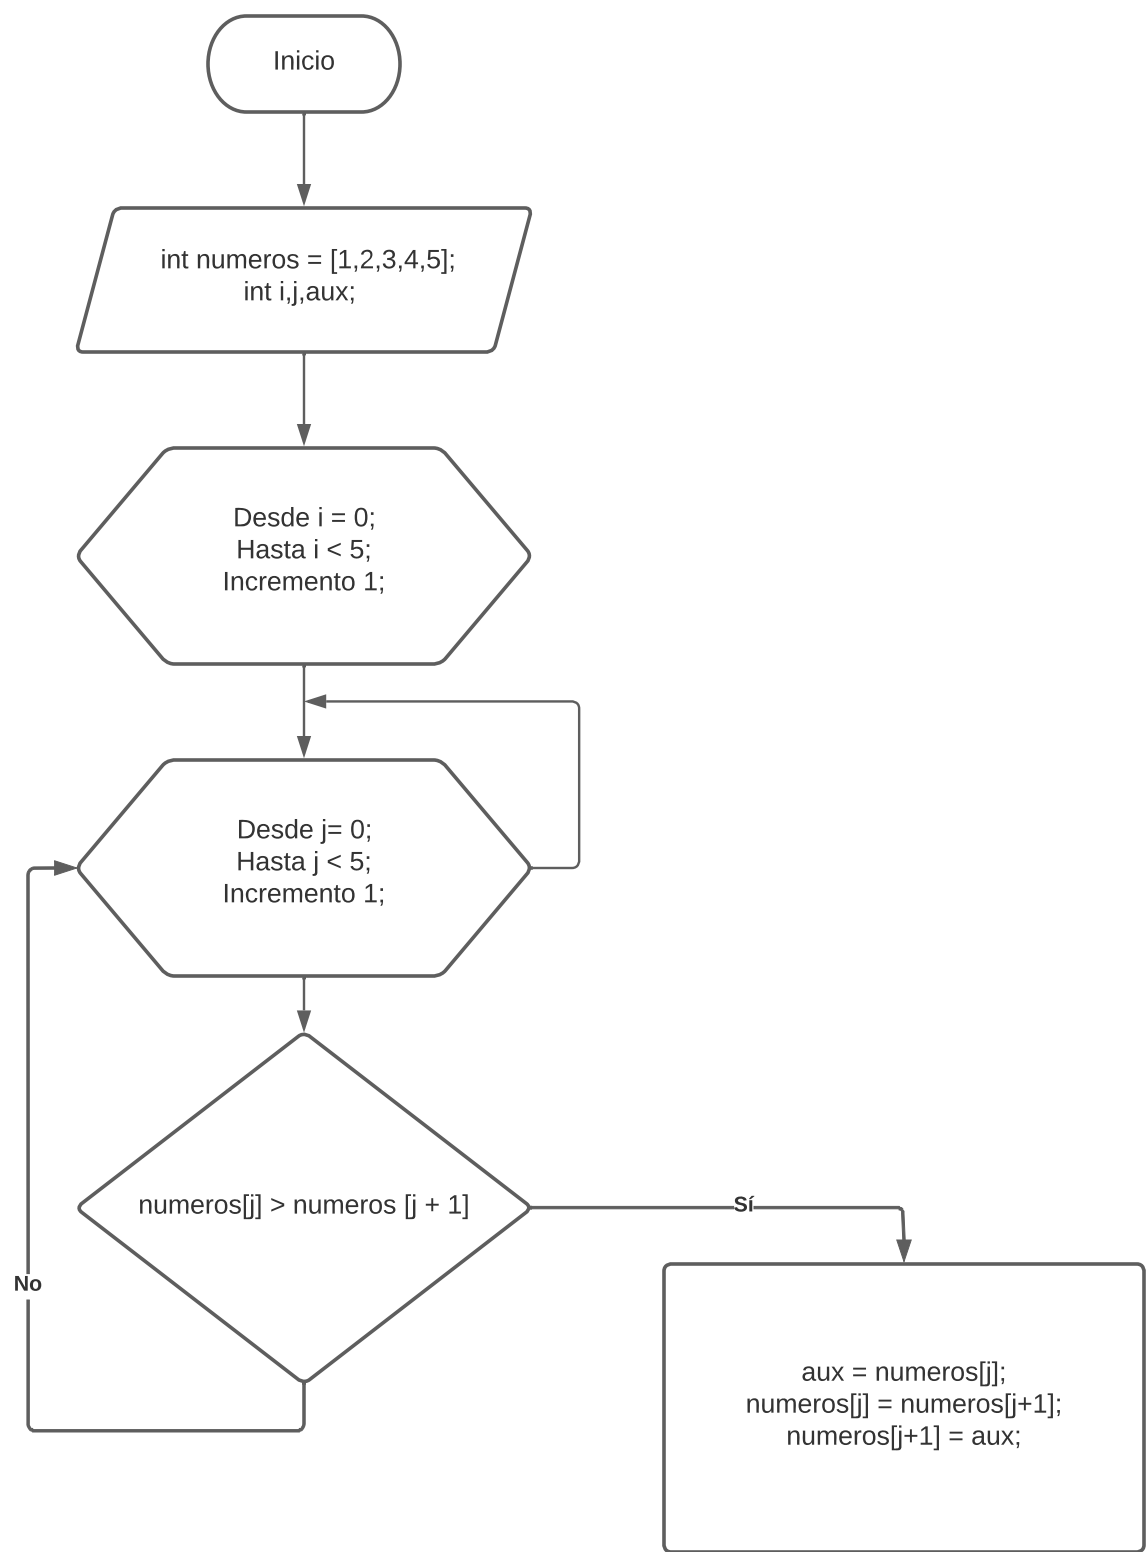 Inicio
int numeros = [1,2,3,4,5];
int i,j,aux;
Desde i = 0;
Hasta i < 5;
Incremento 1;
Desde j= 0;
Hasta j < 5;
Incremento 1;
numeros[j] > numeros [j + 1]
Sí
No
aux = numeros[j];
numeros[j] = numeros[j+1];
numeros[j+1] = aux;